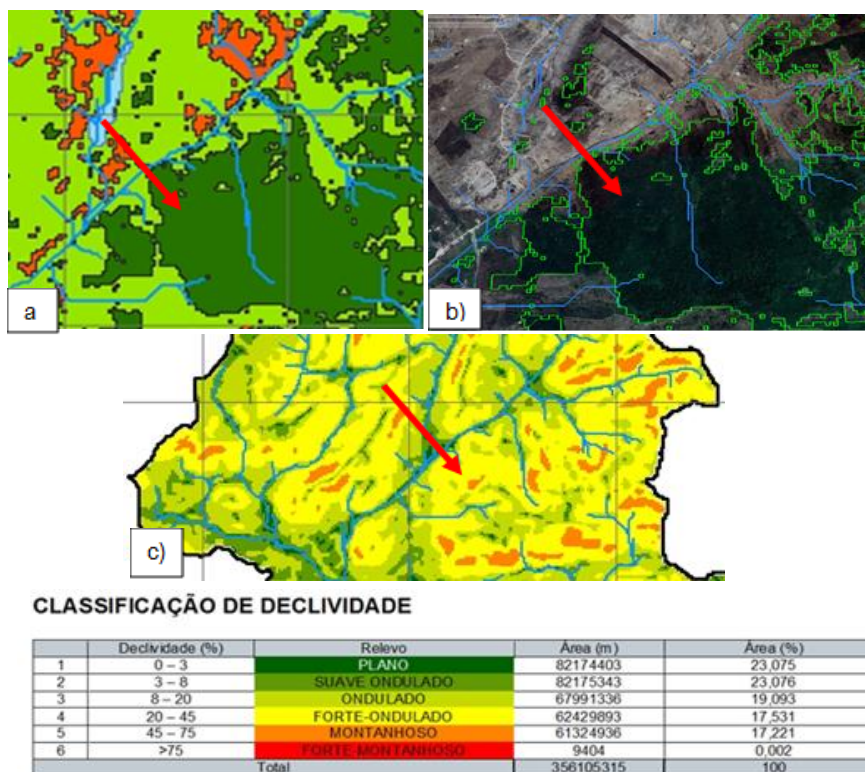 a
b)
c)
CLASSIFICAÇÃO DE DECLIVIDADE
Declividade (%) Relevo Área (m) Área (%)
1 0 – 3 PLANO 82174403 23,075
2 3 – 8 SUAVE ONDULADO 82175343 23,076
3 8 – 20 ONDULADO 67991336 19,093
4 20 – 45 FORTE-ONDULADO 62429893 17,531
5 45 – 75 MONTANHOSO 61324936 17,221
6 >75 FORTE-MONTANHOSO 9404 0,002
Total 356105315 100